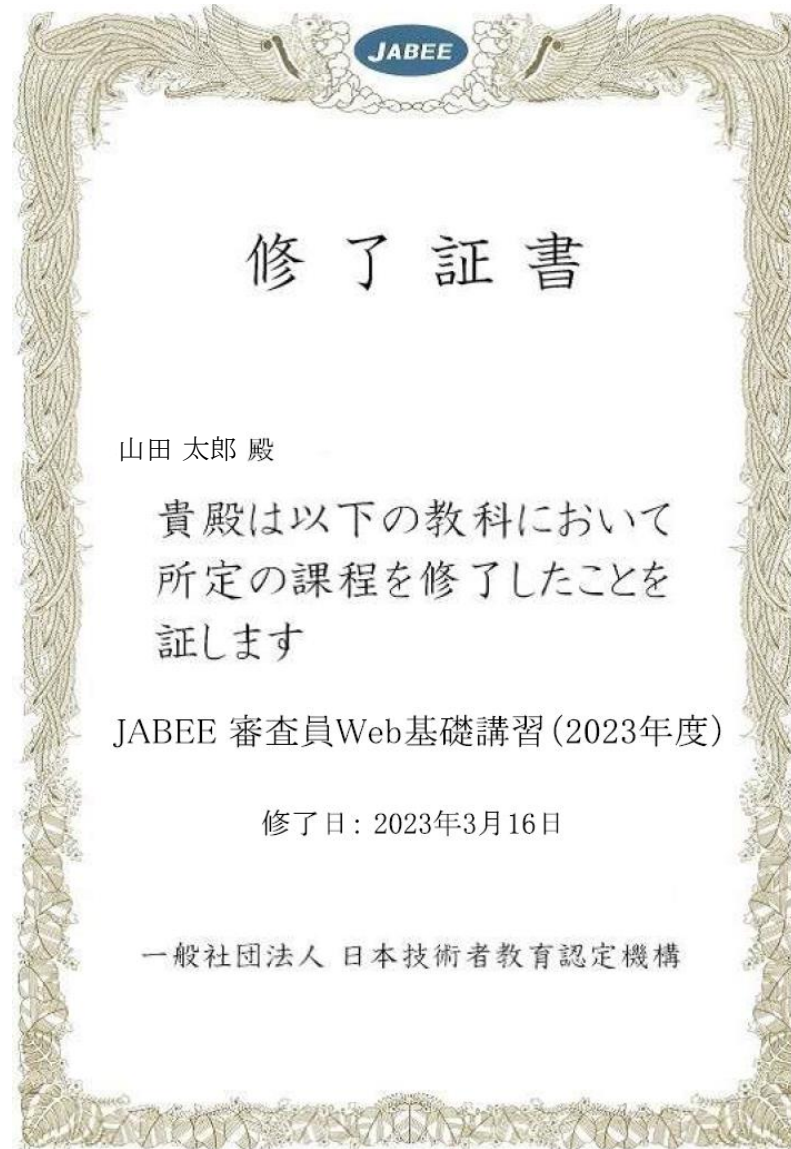 JABEE
修了証書
山田 太郎 殿
貴殿は以下の教科において
所定の課程を修了したことを
証します
JABEE 審査員Web基礎講習(2023年度)
修了日: 2023年3月16日
一般社団法人 日本技術者教育認定機構